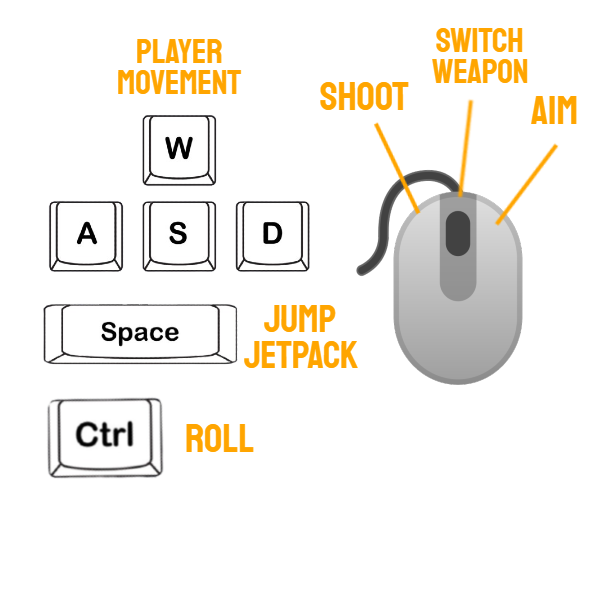 PLAYER
MOVEMENT
W
A S D
Space
JUMP
JETPACK
Ctrl
ROLL
SHOOT
SWITCH
WEAPON
AIM